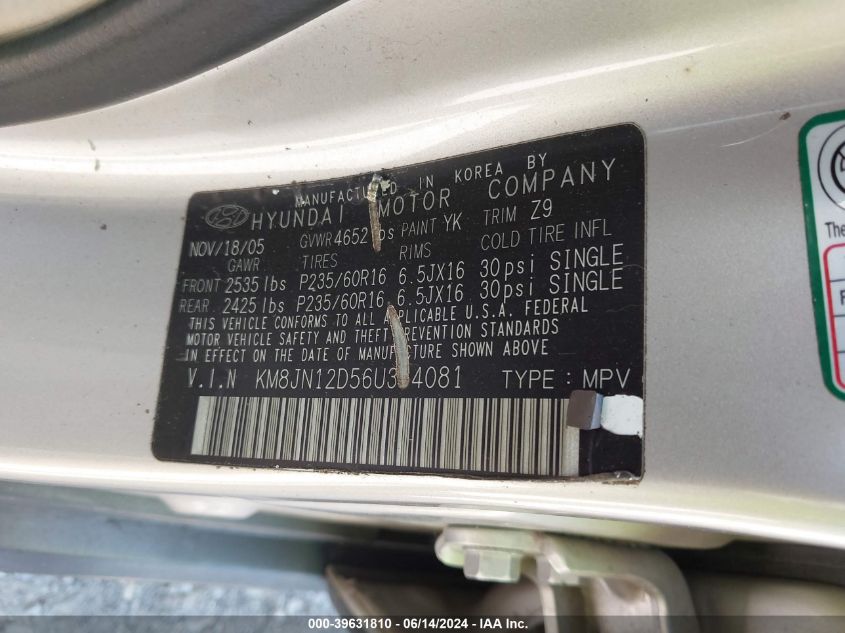 MANUFACTURED IN KOREA BY
HYUNDAI MOTOR COMPANY
NOV/18/05 GVWR 4652 PAINT YK TRIM Z9
GAWR TIRES RIMS COLD TIRE INFL
FRONT 2535 lbs P235/60R16 6.5JX16 30psi SINGLE
REAR 2425 lbs P235/60R16 6.5JX16 30psi SINGLE
THIS VEHICLE CONFORMS TO ALL APPLICABLE U.S.A. FEDERAL
MOTOR VEHICLE SAFETY AND THEFT PREVENTION STANDARDS
IN EFFECT ON THE DATE OF MANUFACTURE SHOWN ABOVE
V.I.N TYPE : MPV
The
000-39631810 - 06/14/2024 - IAA Inc.